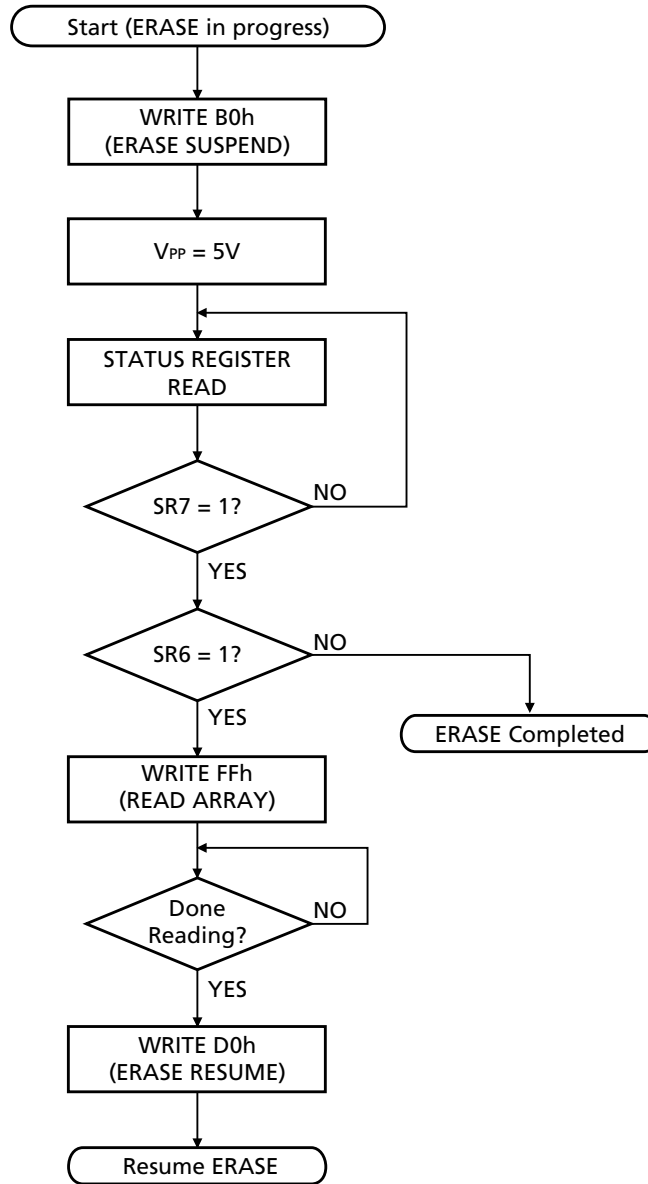 Start (ERASE in progress)
WRITE B0h
(ERASE SUSPEND)
VPP = 5V
STATUS REGISTER
READ
SR7 = 1?
NO
YES
SR6 = 1?
NO
YES
ERASE Completed
WRITE FFh
(READ ARRAY)
Done
Reading?
NO
YES
WRITE D0h
(ERASE RESUME)
Resume ERASE